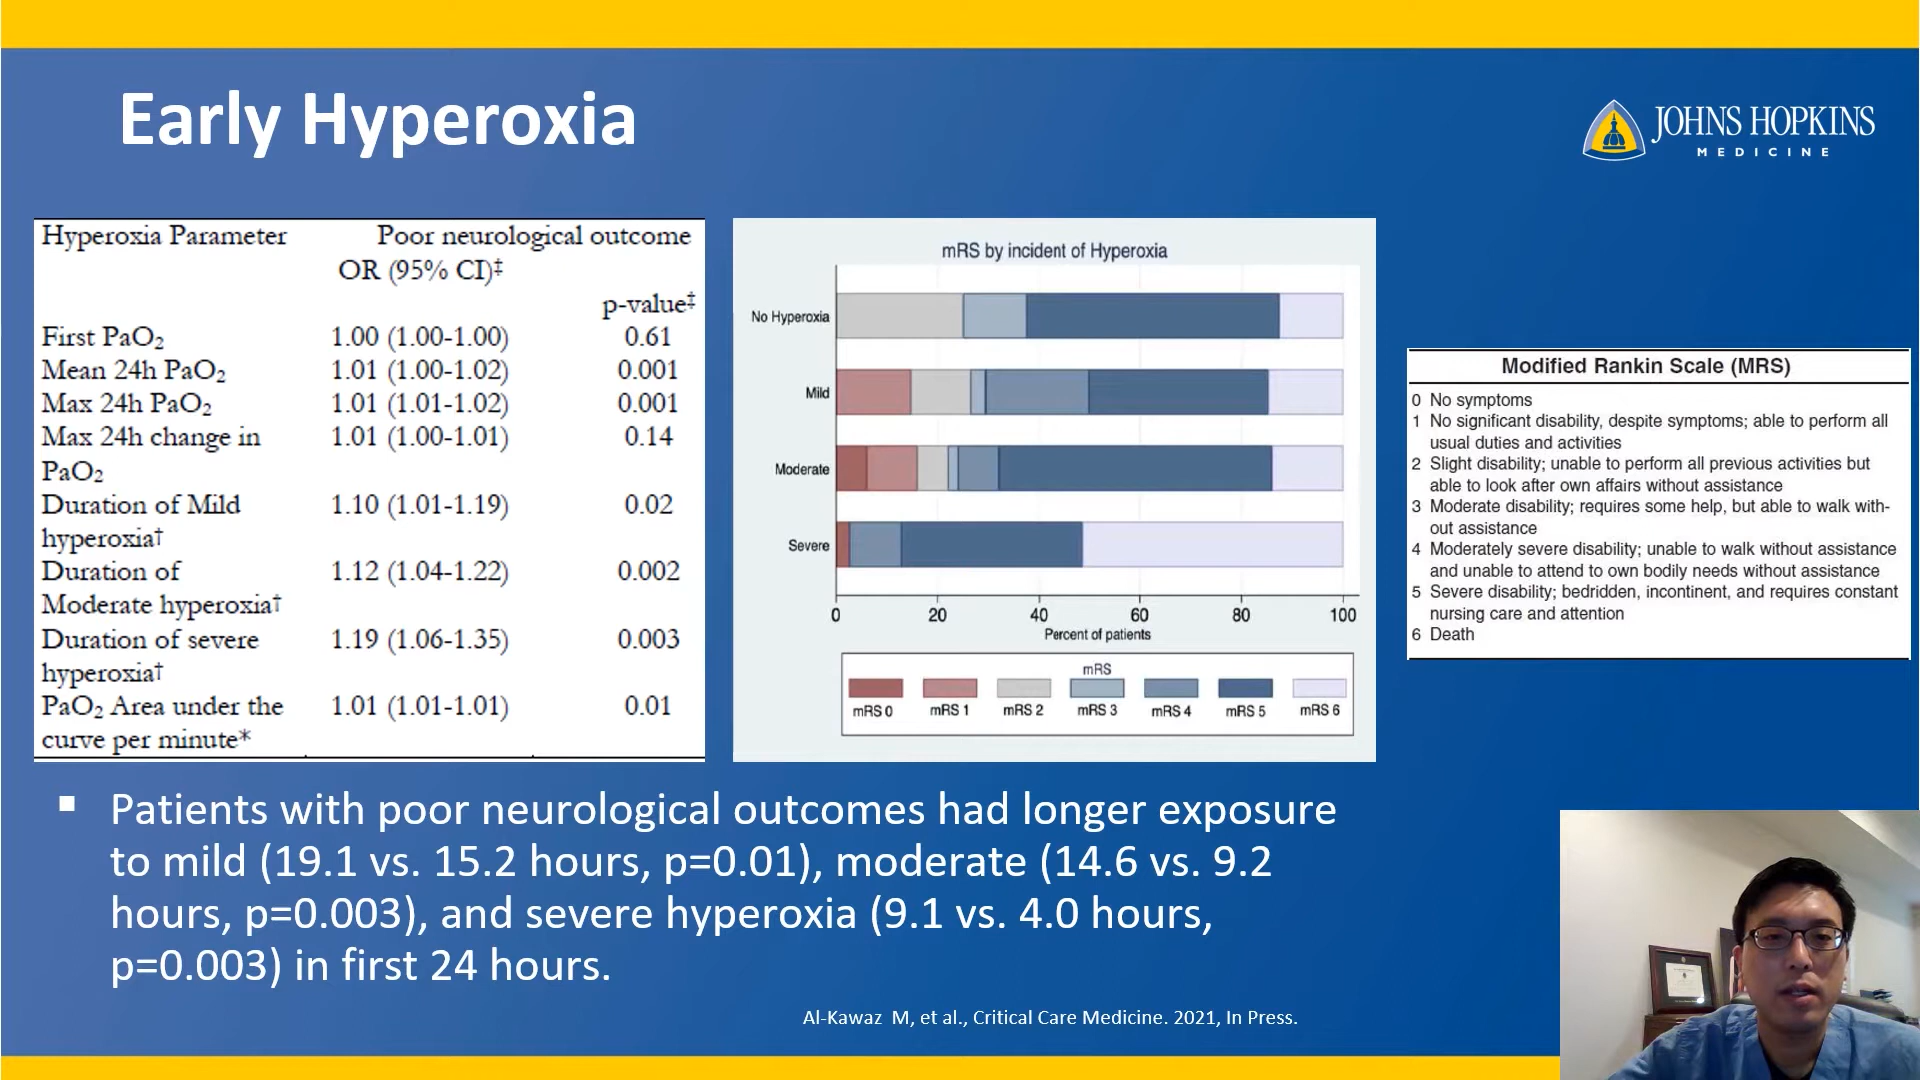 Early Hyperoxia
JOHNS HOPKINS
MEDICINE
Hyperoxia Parameter Poor neurological outcome
OR (95% CI)‡
p-value‡
First PaO₂ 1.00 (1.00-1.00) 0.61
Mean 24h PaO₂ 1.01 (1.00-1.02) 0.001
Max 24h PaO₂ 1.01 (1.01-1.02) 0.001
Max 24h change in 1.01 (1.00-1.01) 0.14
PaO₂
Duration of Mild 1.10 (1.01-1.19) 0.02
hyperoxia†
Duration of 1.12 (1.04-1.22) 0.002
Moderate hyperoxia†
Duration of severe 1.19 (1.06-1.35) 0.003
hyperoxia†
PaO₂ Area under the 1.01 (1.01-1.01) 0.01
curve per minute*
mRS by incident of Hyperoxia
No Hyperoxia
Mild
Moderate
Severe
0 20 40 60 80 100
Percent of patients
mRS
mRS 0 mRS 1 mRS 2 mRS 3 mRS 4 mRS 5 mRS 6
Modified Rankin Scale (MRS)
0 No symptoms
1 No significant disability, despite symptoms; able to perform all
usual duties and activities
2 Slight disability; unable to perform all previous activities but
able to look after own affairs without assistance
3 Moderate disability; requires some help, but able to walk with-
out assistance
4 Moderately severe disability; unable to walk without assistance
and unable to attend to own bodily needs without assistance
5 Severe disability; bedridden, incontinent, and requires constant
nursing care and attention
6 Death
▪ Patients with poor neurological outcomes had longer exposure
to mild (19.1 vs. 15.2 hours, p=0.01), moderate (14.6 vs. 9.2
hours, p=0.003), and severe hyperoxia (9.1 vs. 4.0 hours,
p=0.003) in first 24 hours.
Al-Kawaz M, et al., Critical Care Medicine. 2021, In Press.